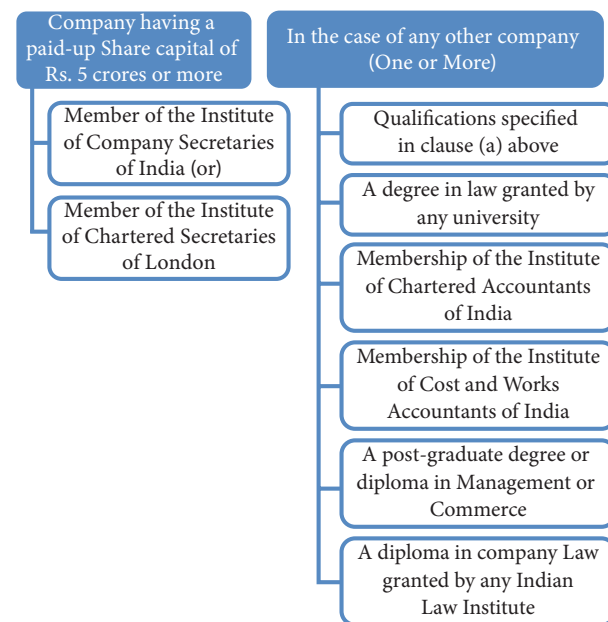 Company having a
paid-up Share capital of
Rs. 5 crores or more
Member of the Institute
of Company Secretaries
of India (or)
Member of the Institute
of Chartered Secretaries
of London
In the case of any other company
(One or More)
Qualifications specified
in clause (a) above
A degree in law granted by
any university
Membership of the Institute
of Chartered Accountants
of India
Membership of the Institute
of Cost and Works
Accountants of India
A post-graduate degree or
diploma in Management or
Commerce
A diploma in company Law
granted by any Indian
Law Institute